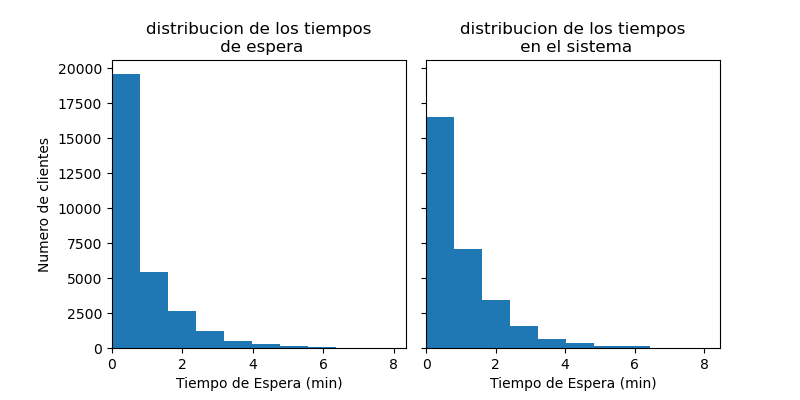 distribucion de los tiempos
de espera
distribucion de los tiempos
en el sistema
Numero de clientes
20000
17500
15000
12500
10000
7500
5000
2500
0
0 2 4 6 8
0 2 4 6 8
Tiempo de Espera (min)
Tiempo de Espera (min)